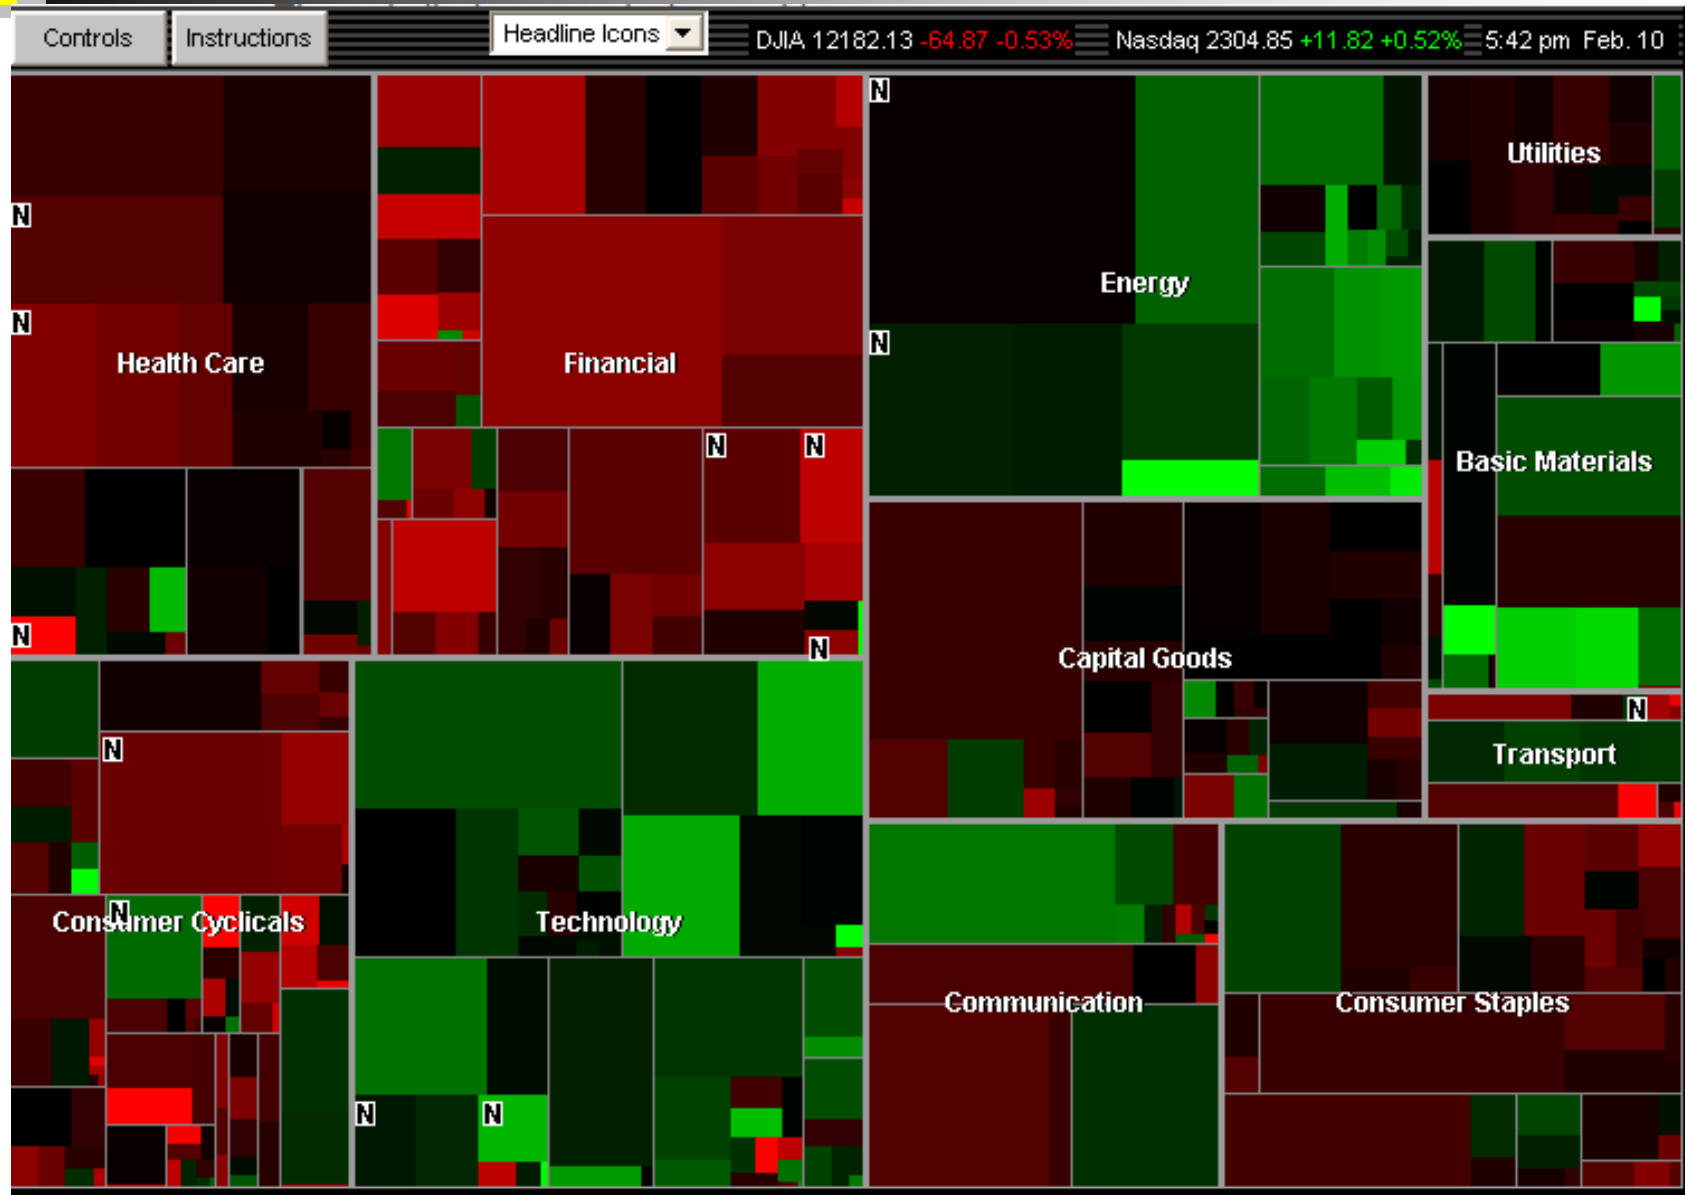 Controls
Instructions
Headline Icons
DJIA 12182.13 -64.87 -0.53%
Nasdaq 2304.85 +11.82 +0.52%
5:42 pm Feb. 10
N
N
Utilities
N
Energy
N
N
Health Care
Financial
N
N
Basic Materials
N
N
Capital Goods
N
N
Transport
N
Consumer Cyclicals
Technology
Communication
Consumer Staples
N
N